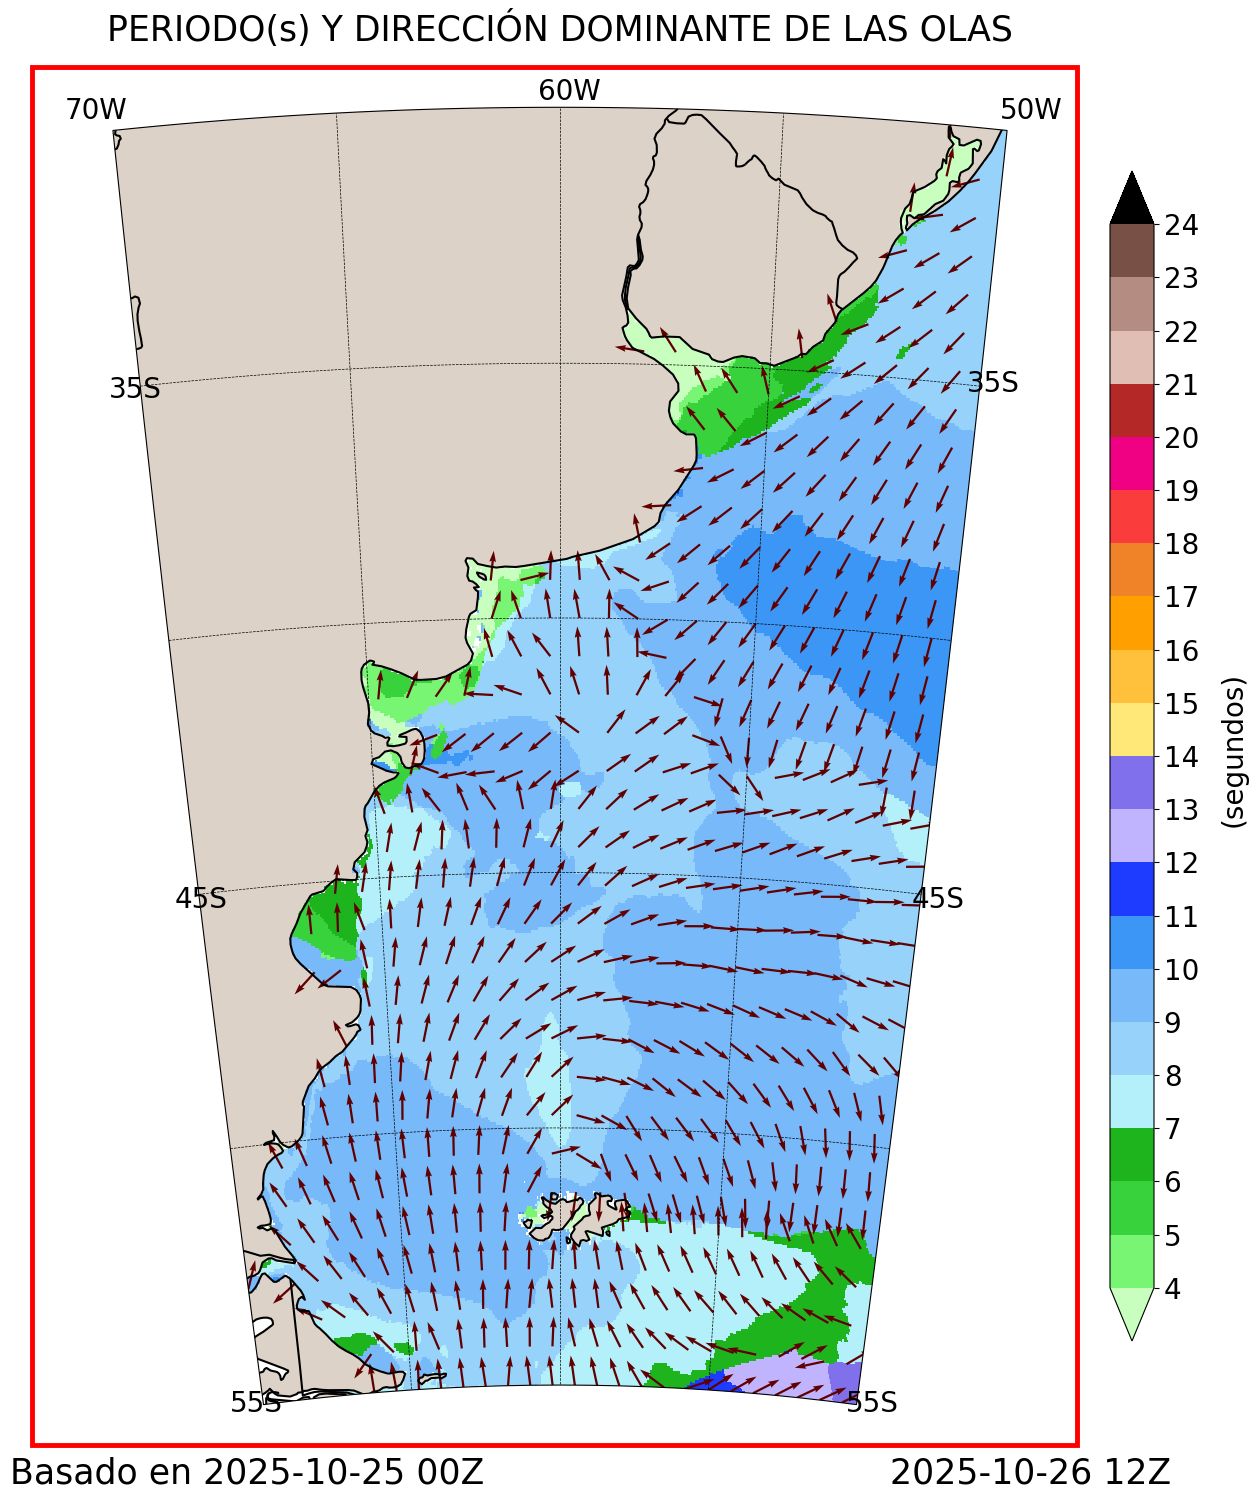 PERIODO(s) Y DIRECCIÓN DOMINANTE DE LAS OLAS
70W
60W
50W
35S
35S
45S
45S
55S
55S
24
23
22
21
20
19
18
17
16
15
14
13
12
11
10
9
8
7
6
5
4
(segundos)
Basado en 2025-10-25 00Z
2025-10-26 12Z